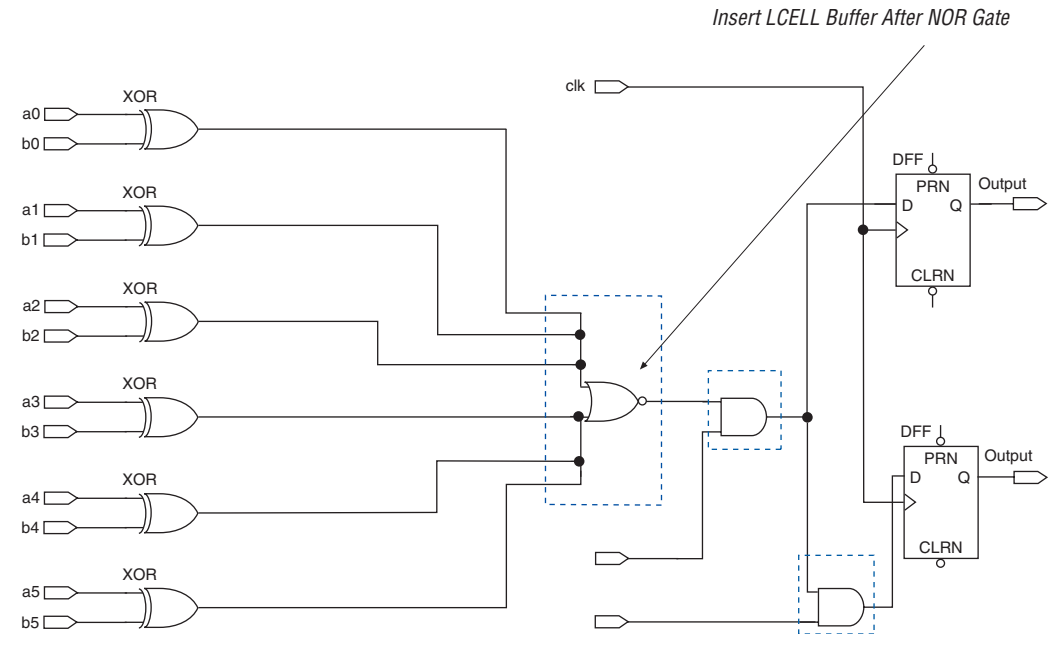 Insert LCELL Buffer After NOR Gate
clk
XOR
a0
b0
XOR
a1
b1
XOR
a2
b2
XOR
a3
b3
XOR
a4
b4
XOR
a5
b5
DFF
PRN
D
Q
CLRN
Output
DFF
PRN
D
Q
CLRN
Output